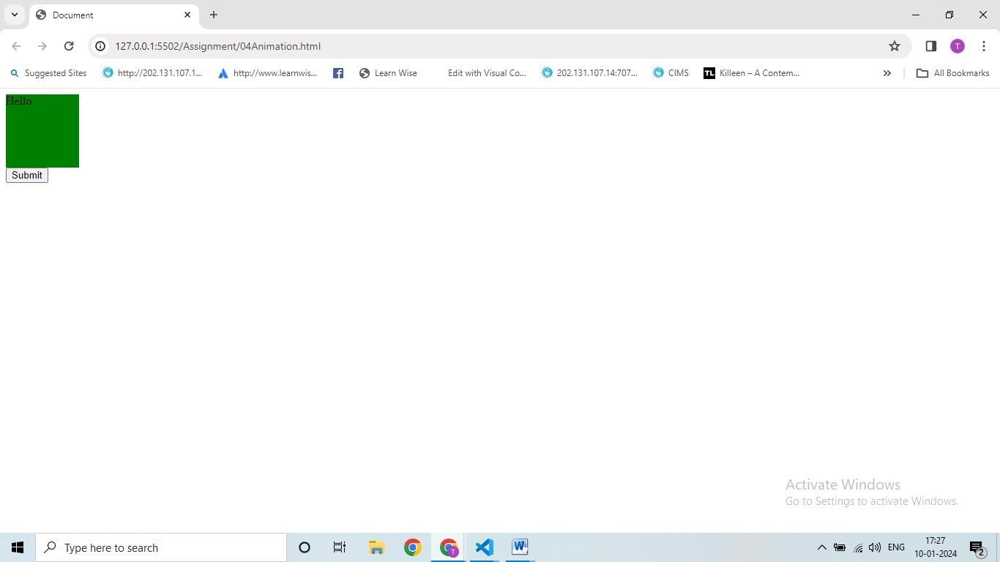 Document
127.0.0.1:5502/Assignment/04Animation.html
T
Suggested Sites http://202.131.107.1... http://www.learnwis... Learn Wise Edit with Visual Co... 202.131.107.14:707... CIMS TL Killeen – A Contem... » All Bookmarks
Hello
Submit
Activate Windows
Go to Settings to activate Windows.
Type here to search T W ENG 17:27
10-01-2024 2